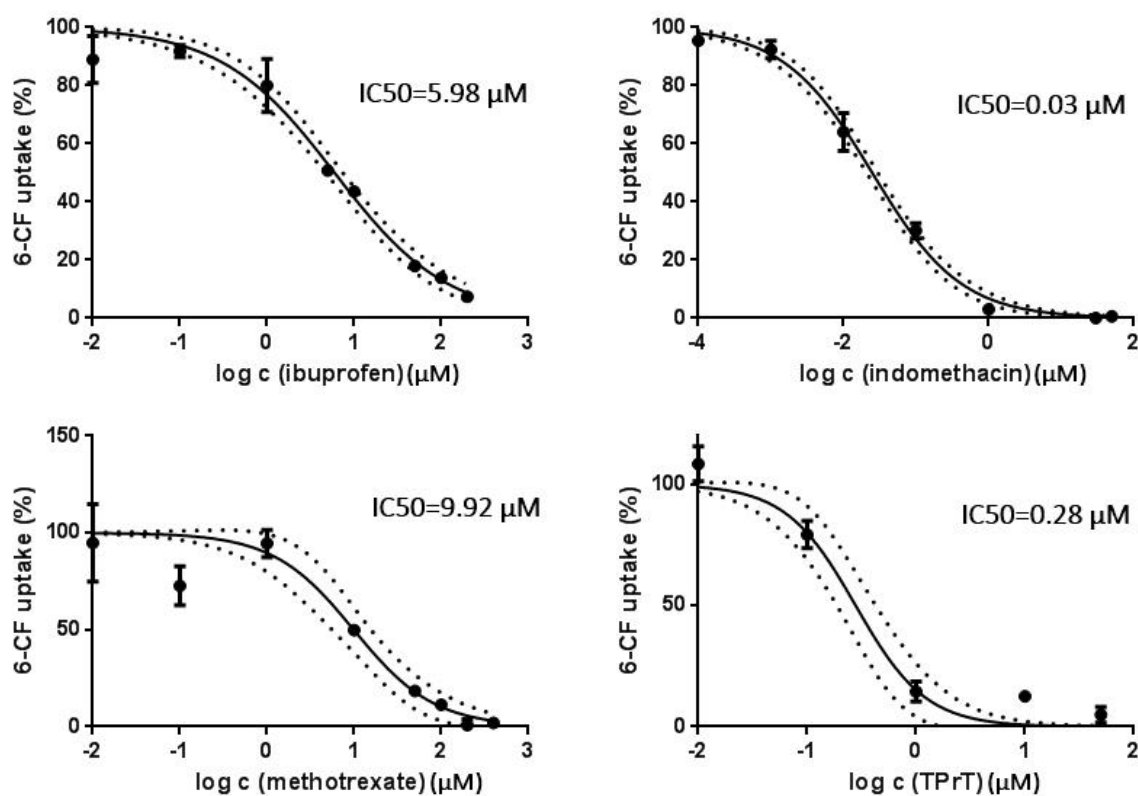 100
80
60
40
20
0
6-CF uptake (%)
IC50=5.98 μM
-2 -1 0 1 2 3
log c (ibuprofen) (μM)
100
80
60
40
20
0
6-CF uptake (%)
IC50=0.03 μM
-4 -2 0 2
log c (indomethacin) (μM)
150
100
50
0
6-CF uptake (%)
IC50=9.92 μM
-2 -1 0 1 2 3
log c (methotrexate) (μM)
100
50
0
6-CF uptake (%)
IC50=0.28 μM
-2 -1 0 1 2
log c (TPrT) (μM)